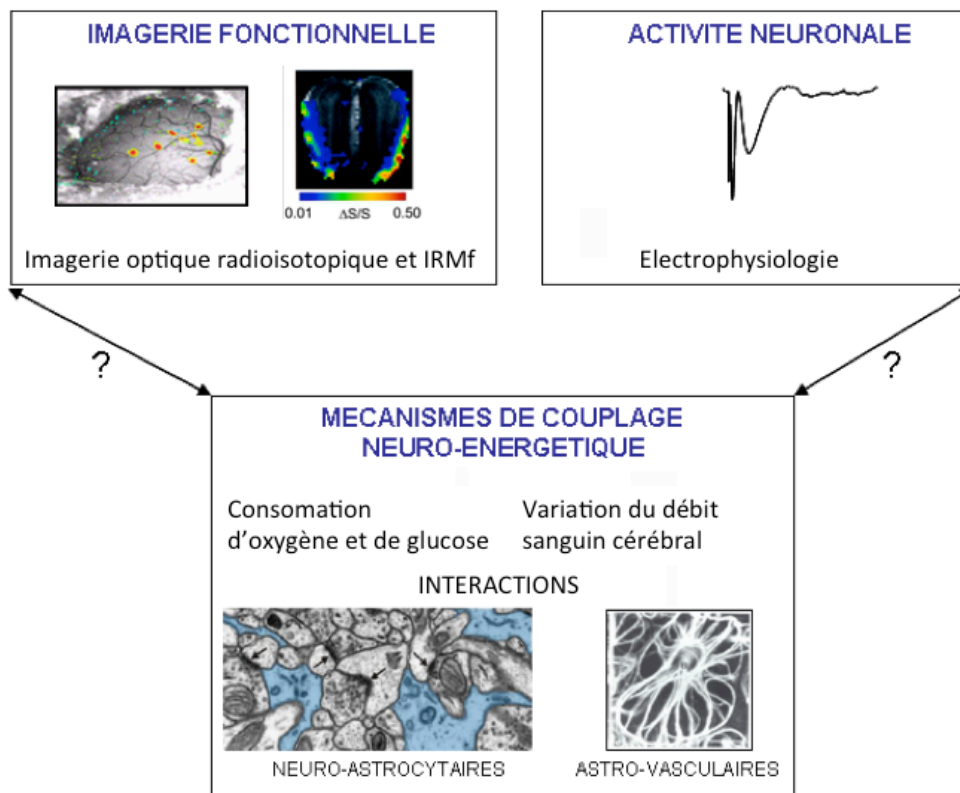 IMAGERIE FONCTIONNELLE
0.01 ΔS/S 0.50
Imagerie optique radioisotopique et IRMf
ACTIVITE NEURONALE
Electrophysiologie
?
?
MECANISMES DE COUPLAGE
NEURO-ENERGETIQUE
Consomation
d'oxygène et de glucose
Variation du débit
sanguin cérébral
INTERACTIONS
NEURO-ASTROCYTAIRES
ASTRO-VASCULAIRES